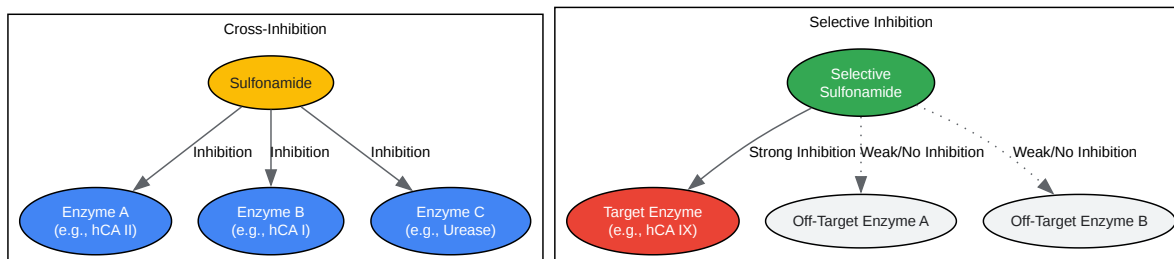 Cross-Inhibition
Sulfonamide
Inhibition
Inhibition
Inhibition
Enzyme A
(e.g., hCA II)
Enzyme B
(e.g., hCA I)
Enzyme C
(e.g., Urease)
Selective Inhibition
Selective
Sulfonamide
Strong Inhibition
Weak/No Inhibition
Weak/No Inhibition
Target Enzyme
(e.g., hCA IX)
Off-Target Enzyme A
Off-Target Enzyme B